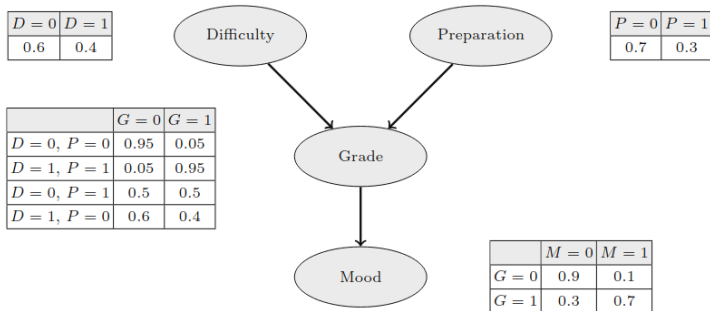 D = 0 D = 1
0.6 0.4
Difficulty
Preparation
P = 0 P = 1
0.7 0.3
G = 0 G = 1
D = 0, P = 0 0.95 0.05
D = 1, P = 1 0.05 0.95
D = 0, P = 1 0.5 0.5
D = 1, P = 0 0.6 0.4
Grade
Mood
M = 0 M = 1
G = 0 0.9 0.1
G = 1 0.3 0.7